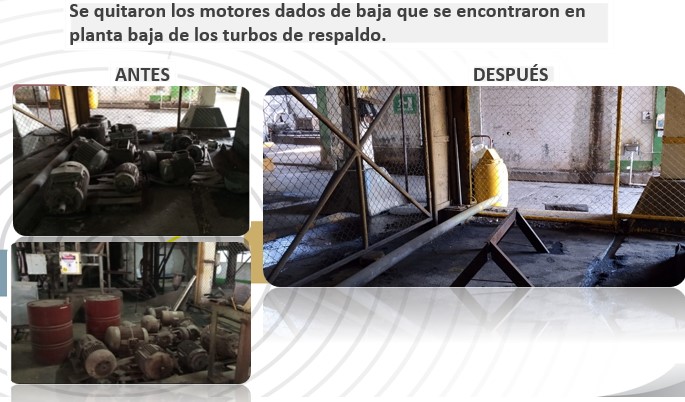 Se quitaron los motores dados de baja que se encontraron en
planta baja de los turbos de respaldo.
ANTES
DESPUÉS